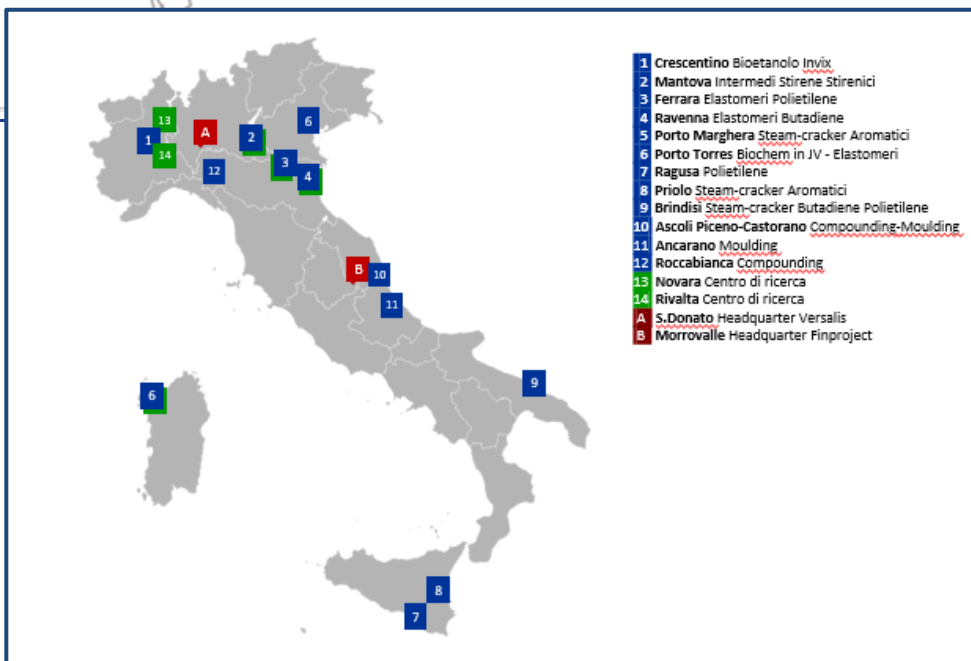 1 Crescentino Bioetanolo Invix
2 Mantova Intermedi Stirene Stirenici
3 Ferrara Elastomeri Polietilene
4 Ravenna Elastomeri Butadiene
5 Porto Marghera Steam-cracker Aromatici
6 Porto Torres Biochem in JV - Elastomeri
7 Ragusa Polietilene
8 Priolo Steam-cracker Aromatici
9 Brindisi Steam-cracker Butadiene Polietilene
10 Ascoli Piceno-Castorano Compounding-Moulding
11 Ancarano Moulding
12 Roccabianca Compounding
13 Novara Centro di ricerca
14 Rivalta Centro di ricerca
A S.Donato Headquarter Versalis
B Morrovalle Headquarter Finproject
13
A
6
1
2
14
3
12
4
B
10
11
9
6
8
7